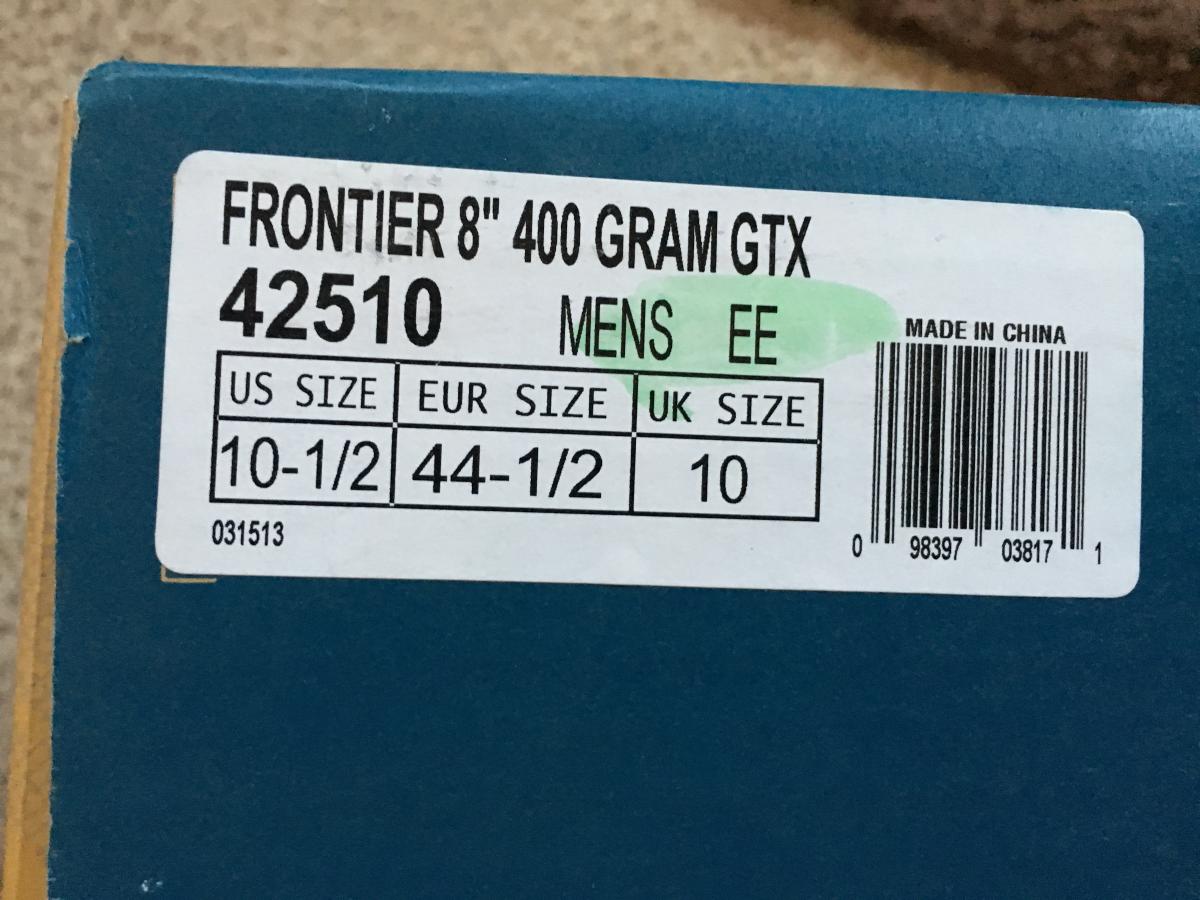 FRONTIER 8" 400 GRAM GTX
42510 MENS EE
MADE IN CHINA
US SIZE EUR SIZE UK SIZE
10-1/2 44-1/2 10
031513
0 98397 03817 1